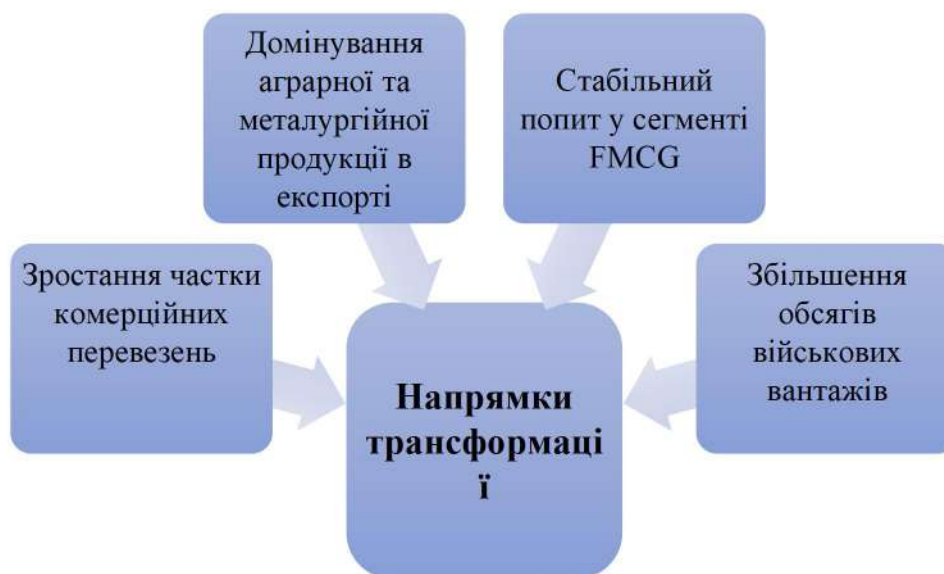 Домінування
аграрної та
металургійної
продукції в
експорті
Стабільний
попит у сегменті
FMCG
Зростання частки
комерційних
перевезень
Збільшення
обсягів
військових
вантажів
Напрямки
трансформаці
ї